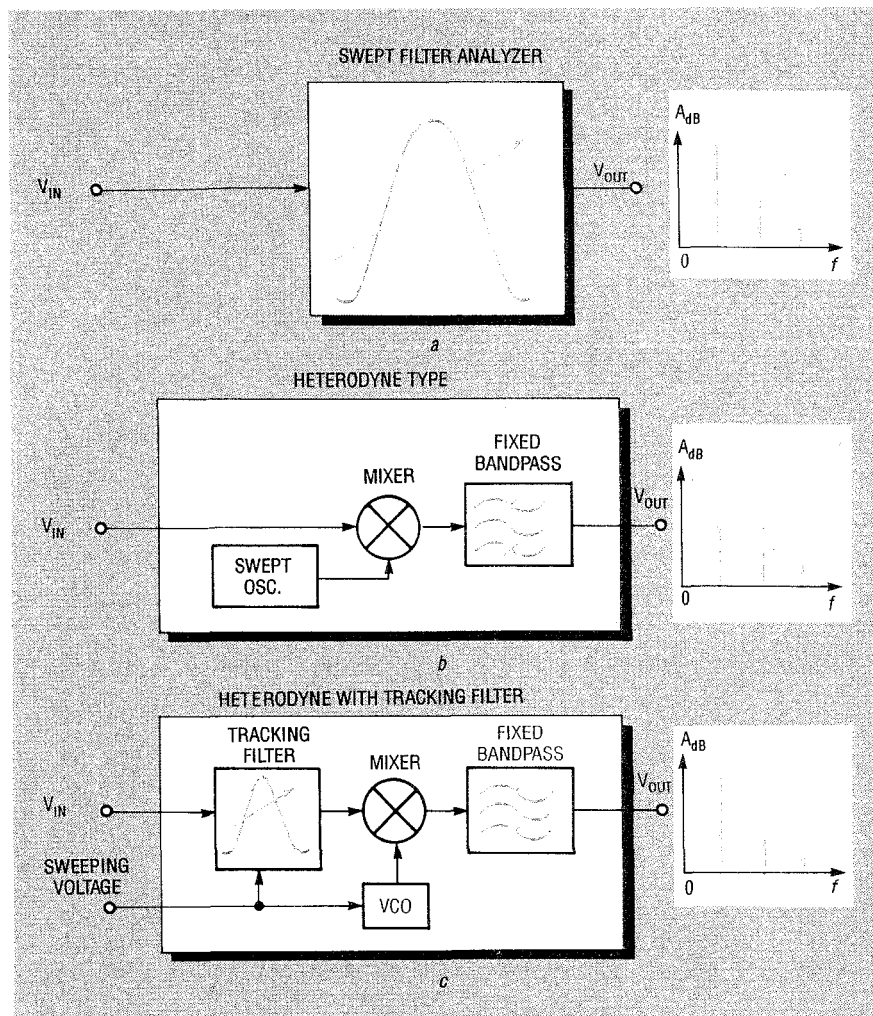 SWEPT FILTER ANALYZER
V_IN
V_OUT
A_dB
0
f
a
HETERODYNE TYPE
MIXER
FIXED
BANDPASS
V_IN
SWEPT
OSC.
V_OUT
A_dB
0
f
b
HETERODYNE WITH TRACKING FILTER
TRACKING
FILTER
MIXER
FIXED
BANDPASS
V_IN
SWEEPING
VOLTAGE
VCO
V_OUT
A_dB
0
f
c